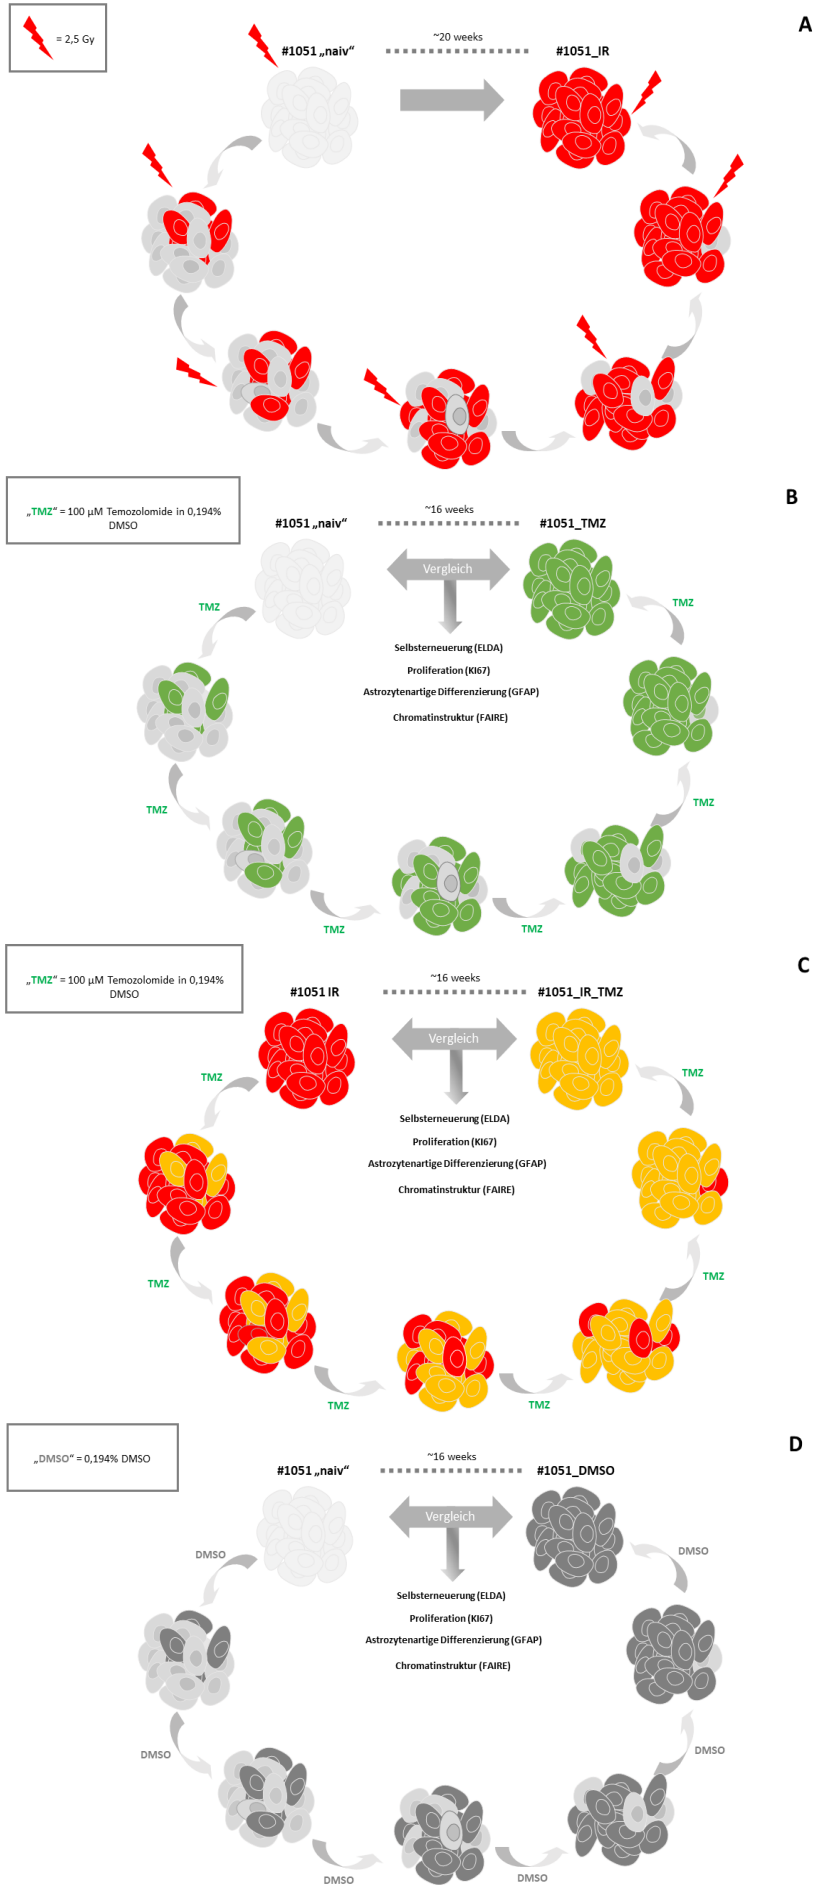 A
= 2,5 Gy
~20 weeks
#1051 „naiv“
#1051_IR
B
„TMZ“ = 100 µM Temozolomide in 0,194%
DMSO
~16 weeks
#1051 „naiv“
#1051_TMZ
Vergleich
TMZ
TMZ
Selbsterneuerung (ELDA)
Proliferation (KI67)
Astrozytenartige Differenzierung (GFAP)
Chromatinstruktur (FAIRE)
TMZ
TMZ
TMZ
TMZ
C
„TMZ“ = 100 µM Temozolomide in 0,194%
DMSO
~16 weeks
#1051 IR
#1051_IR_TMZ
Vergleich
TMZ
TMZ
Selbsterneuerung (ELDA)
Proliferation (KI67)
Astrozytenartige Differenzierung (GFAP)
Chromatinstruktur (FAIRE)
TMZ
TMZ
TMZ
TMZ
D
„DMSO“ = 0,194% DMSO
~16 weeks
#1051 „naiv“
#1051_DMSO
Vergleich
DMSO
DMSO
Selbsterneuerung (ELDA)
Proliferation (KI67)
Astrozytenartige Differenzierung (GFAP)
Chromatinstruktur (FAIRE)
DMSO
DMSO
DMSO
DMSO